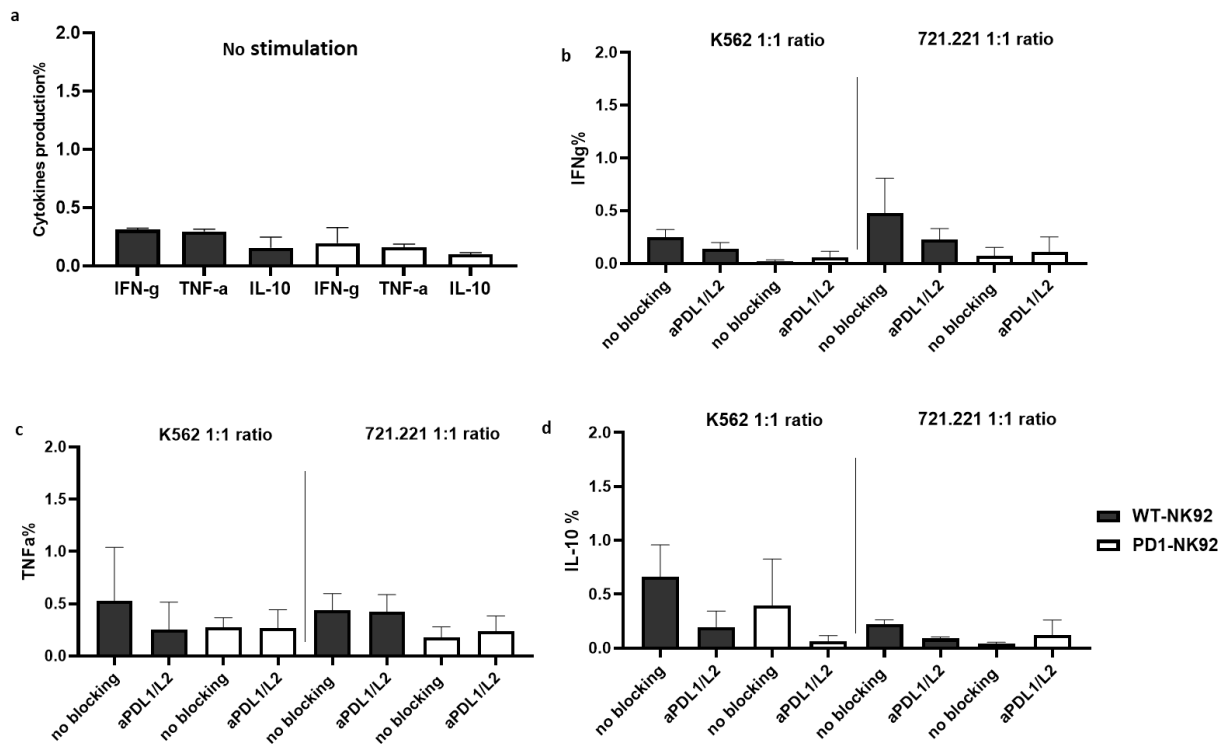 a
No stimulation
Cytokines production%
2.0
1.5
1.0
0.5
0.0
IFN-g TNF-a IL-10 IFN-g TNF-a IL-10
b
K562 1:1 ratio 721.221 1:1 ratio
IFNg%
2.0
1.5
1.0
0.5
0.0
no blocking aPDL1/L2 no blocking aPDL1/L2 no blocking aPDL1/L2 no blocking aPDL1/L2
c
K562 1:1 ratio 721.221 1:1 ratio
TNFa%
2.0
1.5
1.0
0.5
0.0
no blocking aPDL1/L2 no blocking aPDL1/L2 no blocking aPDL1/L2 no blocking aPDL1/L2
d
K562 1:1 ratio 721.221 1:1 ratio
IL-10 %
2.0
1.5
1.0
0.5
0.0
no blocking aPDL1/L2 no blocking aPDL1/L2 no blocking aPDL1/L2 no blocking aPDL1/L2
WT-NK92
PD1-NK92